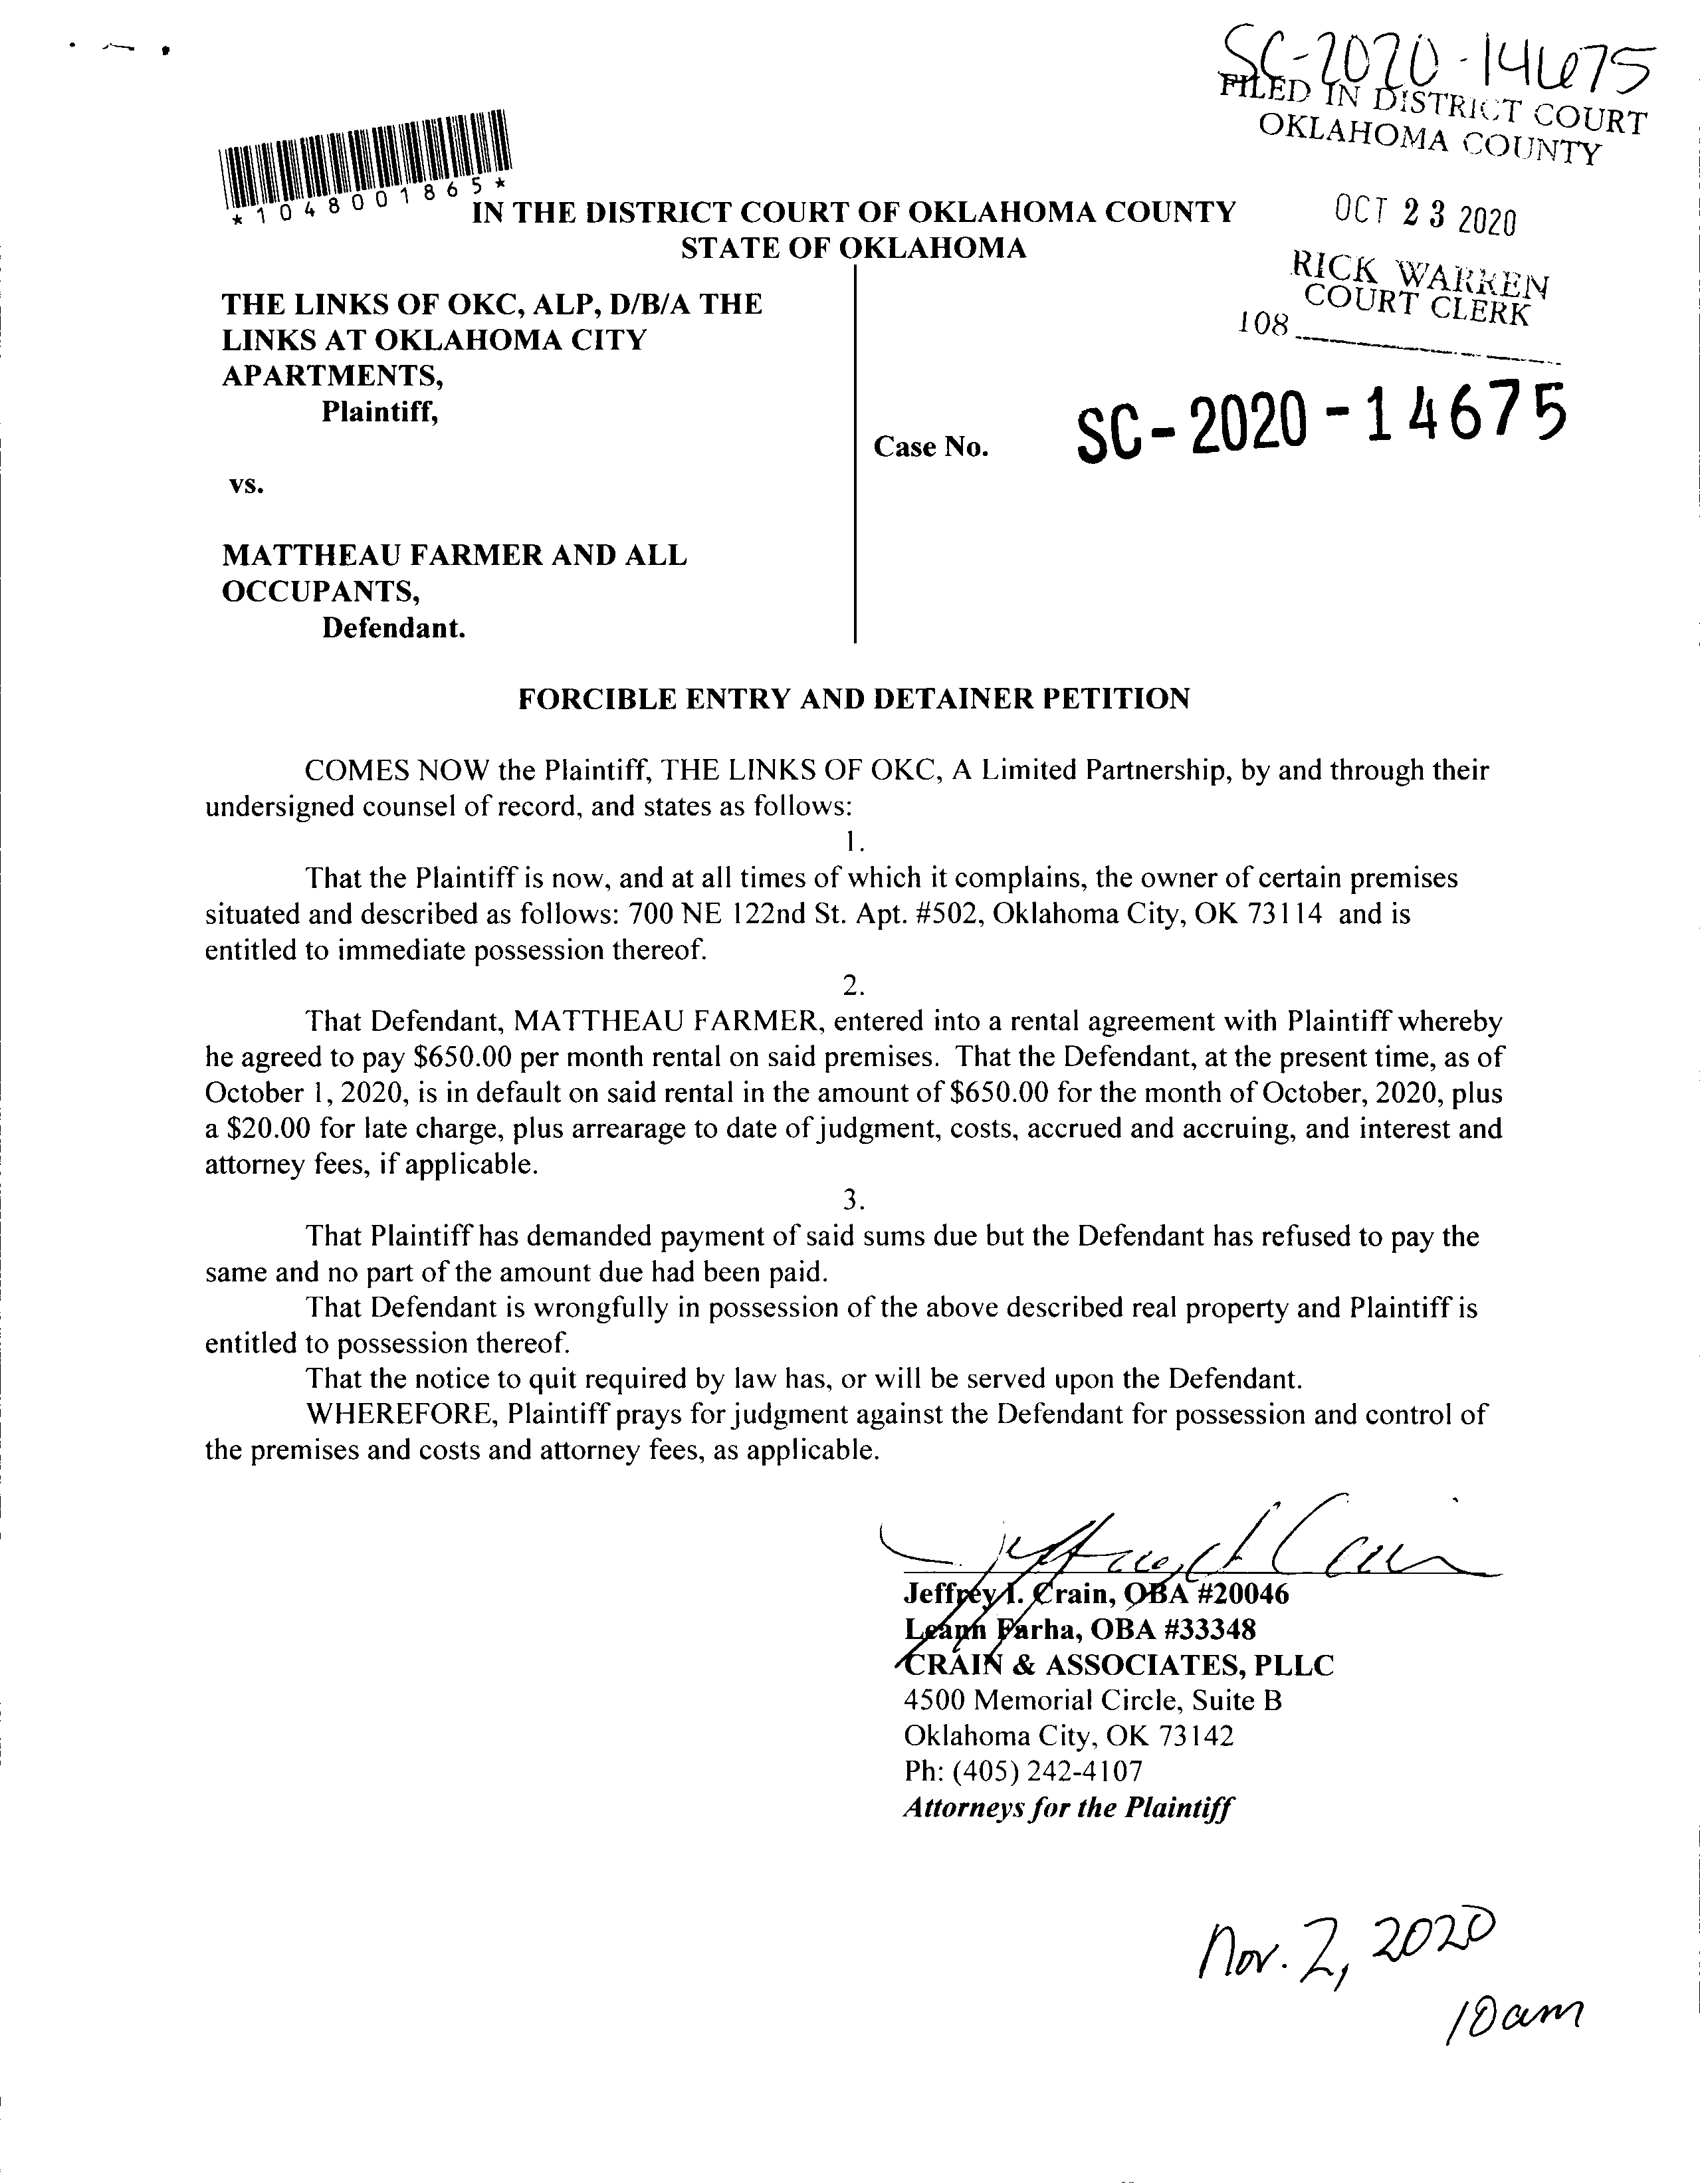 SC-2020-14675
FILED IN DISTRICT COURT
OKLAHOMA COUNTY
*1048001865*
OCT 23 2020
IN THE DISTRICT COURT OF OKLAHOMA COUNTY
STATE OF OKLAHOMA
RICK WARREN
COURT CLERK
108
THE LINKS OF OKC, ALP, D/B/A THE
LINKS AT OKLAHOMA CITY
APARTMENTS,
Plaintiff,
Case No.
SC-2020-14675
vs.
MATTHEAU FARMER AND ALL
OCCUPANTS,
Defendant.
FORCIBLE ENTRY AND DETAINER PETITION
COMES NOW the Plaintiff, THE LINKS OF OKC, A Limited Partnership, by and through their
undersigned counsel of record, and states as follows:
1.
That the Plaintiff is now, and at all times of which it complains, the owner of certain premises
situated and described as follows: 700 NE 122nd St. Apt. #502, Oklahoma City, OK 73114 and is
entitled to immediate possession thereof.
2.
That Defendant, MATTHEAU FARMER, entered into a rental agreement with Plaintiff whereby
he agreed to pay $650.00 per month rental on said premises. That the Defendant, at the present time, as of
October 1, 2020, is in default on said rental in the amount of $650.00 for the month of October, 2020, plus
a $20.00 for late charge, plus arrearage to date of judgment, costs, accrued and accruing, and interest and
attorney fees, if applicable.
3.
That Plaintiff has demanded payment of said sums due but the Defendant has refused to pay the
same and no part of the amount due had been paid.
That Defendant is wrongfully in possession of the above described real property and Plaintiff is
entitled to possession thereof.
That the notice to quit required by law has, or will be served upon the Defendant.
WHEREFORE, Plaintiff prays for judgment against the Defendant for possession and control of
the premises and costs and attorney fees, as applicable.
Jeffrey I. Crain, OBA #20046
Leann Farha, OBA #33348
CRAIN & ASSOCIATES, PLLC
4500 Memorial Circle, Suite B
Oklahoma City, OK 73142
Ph: (405) 242-4107
Attorneys for the Plaintiff
Nov. 2, 2020
10am